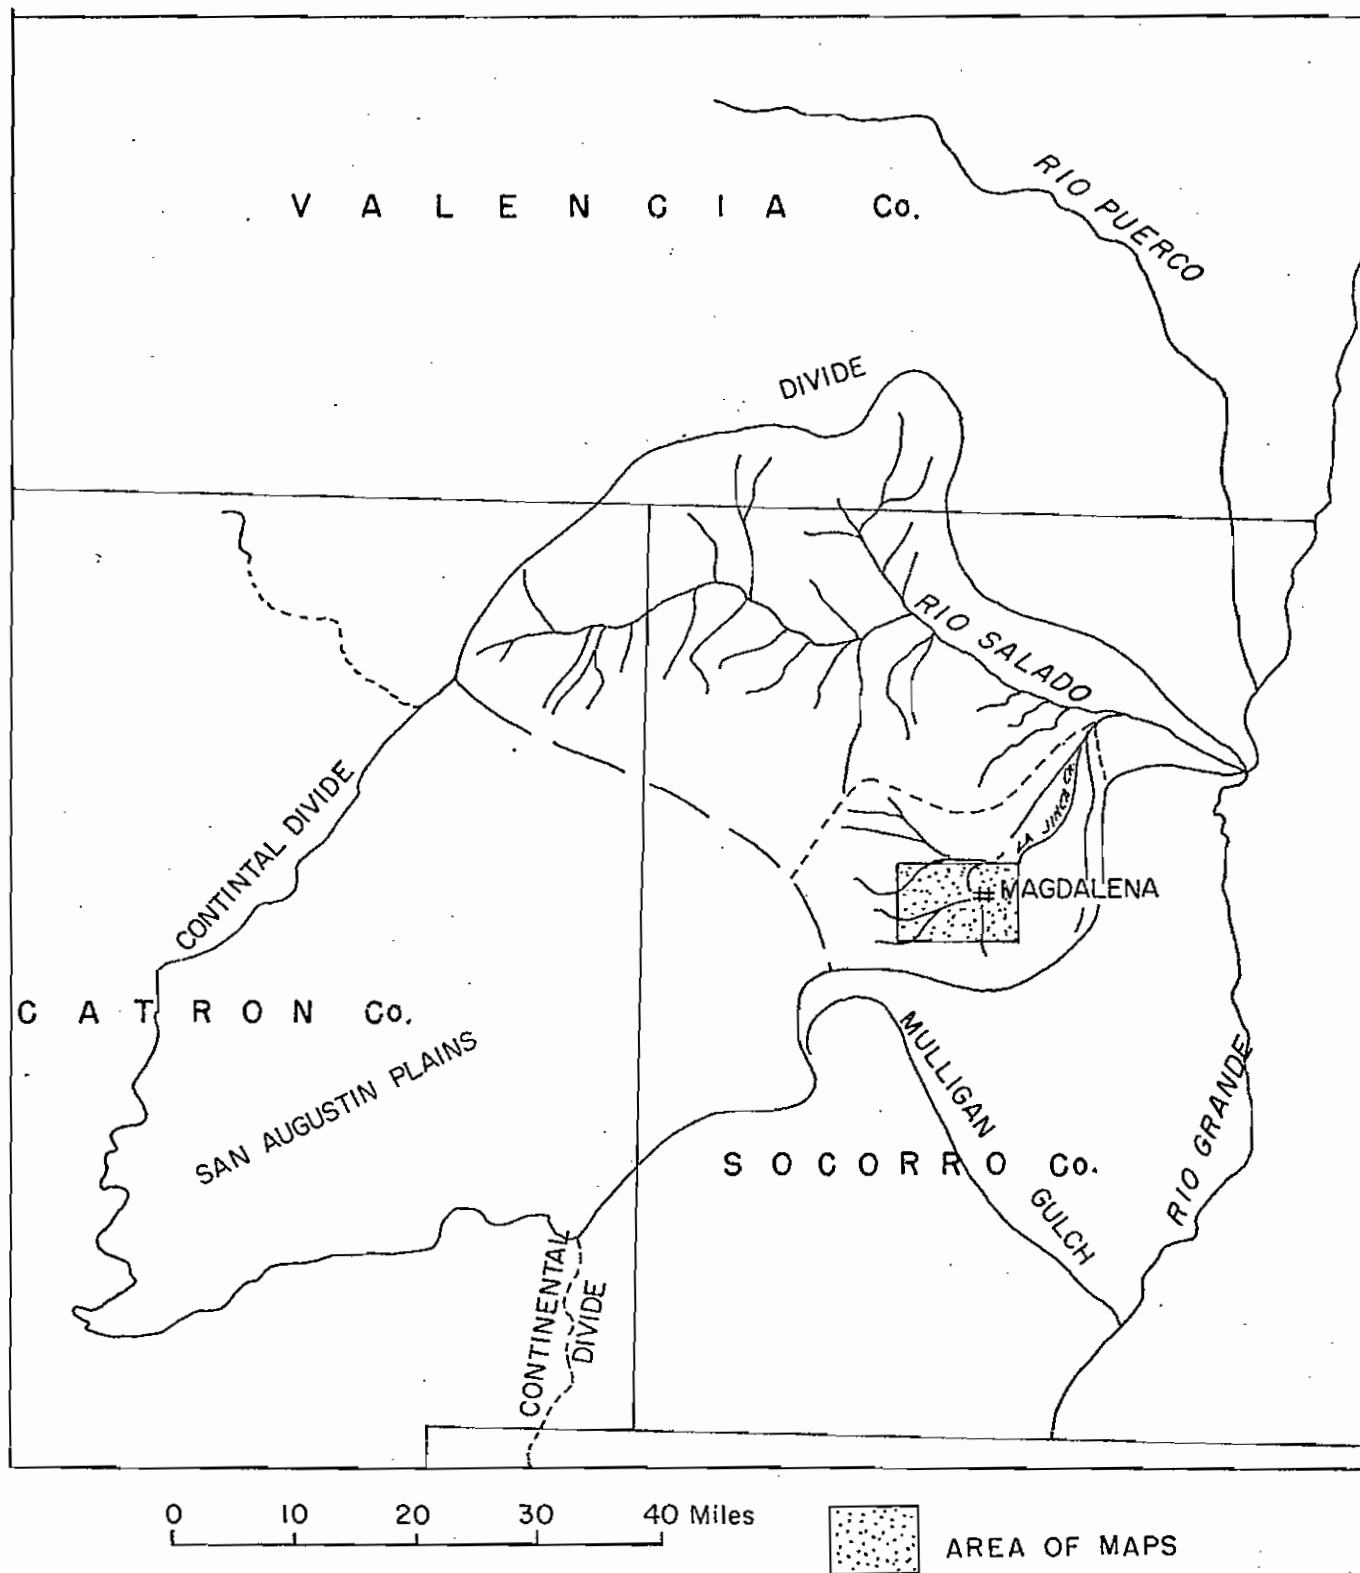 VALENCIA Co.
RIO PUERCO
DIVIDE
RIO SALADO
CONTINTAL DIVIDE
LA JINCA CK
MAGDALENA
CATRON Co.
SAN AUGUSTIN PLAINS
MULLIGAN GULCH
SOCORRO Co.
RIO GRANDE
CONTINENTAL
DIVIDE
0 10 20 30 40 Miles
AREA OF MAPS